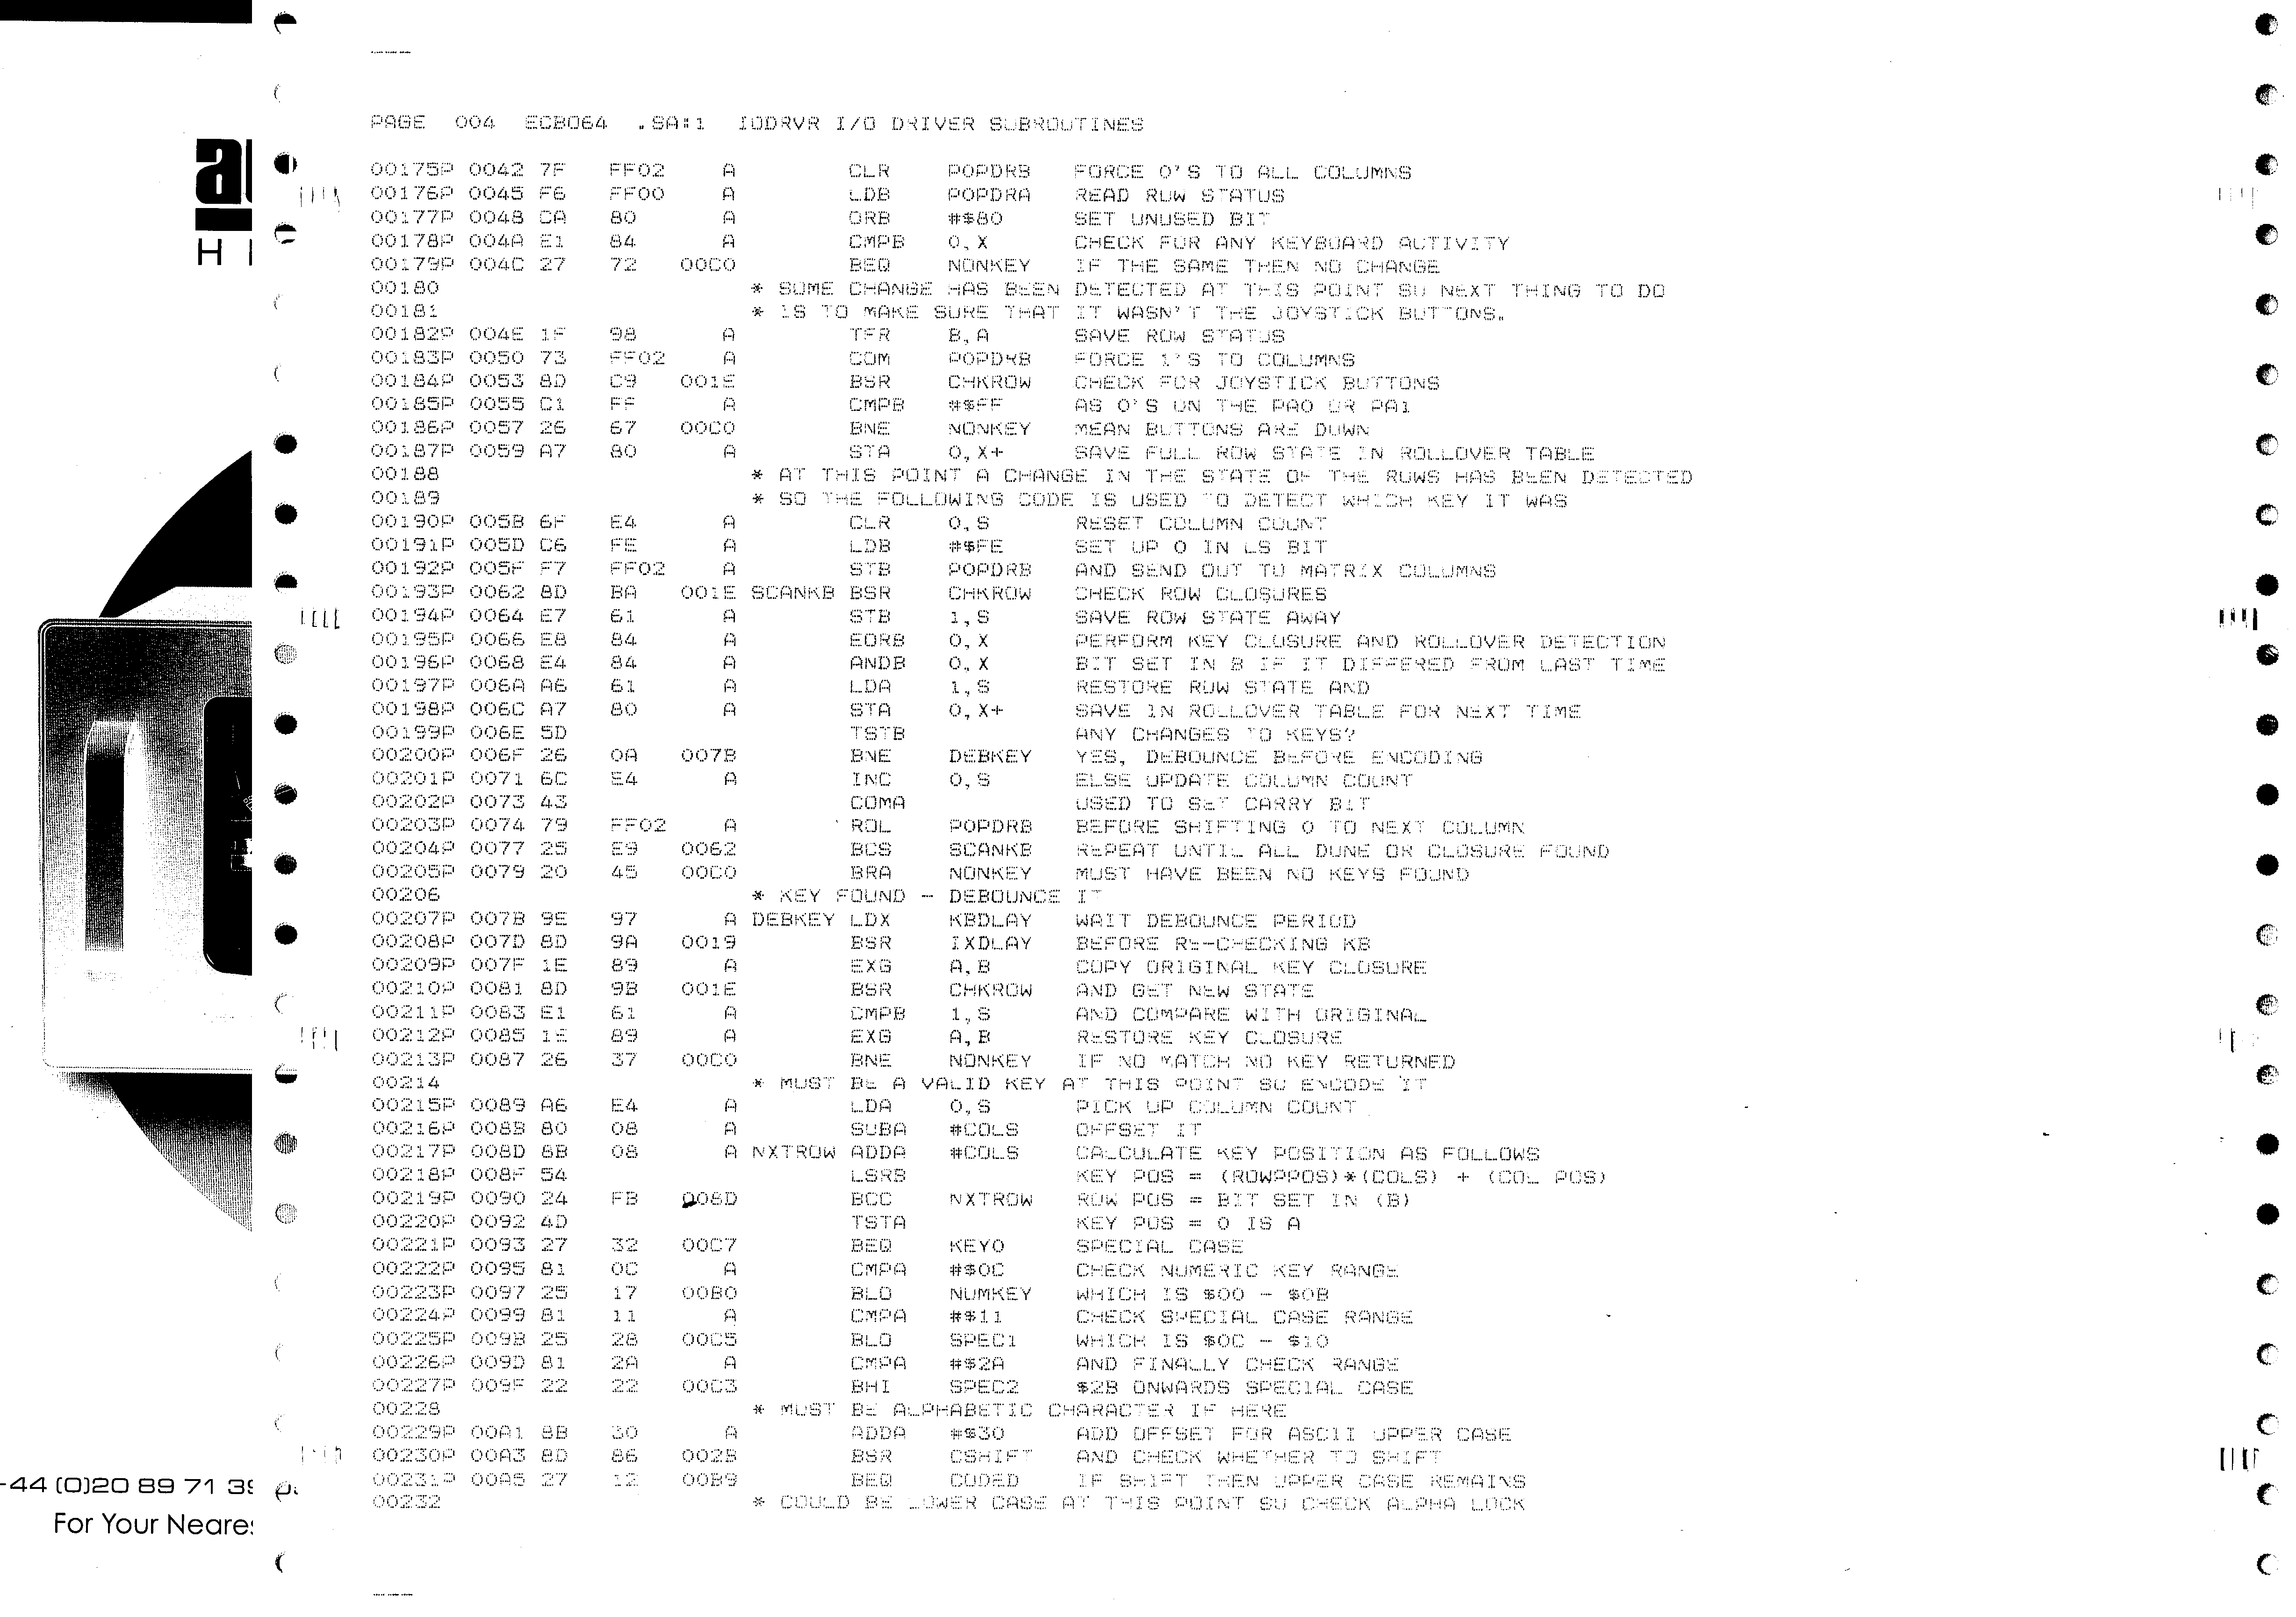 PAGE 004 ECB064 .SA:1 IODRVR I/O DRIVER SUBROUTINES
00175P 0042 7F FF02 A CLR POPDRB FORCE 0'S TO ALL COLUMNS
00176P 0045 F6 FF00 A LDB POPDRA READ ROW STATUS
00177P 0048 CA 80 A ORB #$80 SET UNUSED BIT
00178P 004A E1 84 A CMPB 0,X CHECK FOR ANY KEYBOARD ACTIVITY
00179P 004C 27 72 00C0 BEQ NONKEY IF THE SAME THEN NO CHANGE
00180 * SOME CHANGE HAS BEEN DETECTED AT THIS POINT SO NEXT THING TO DO
00181 * IS TO MAKE SURE THAT IT WASN'T THE JOYSTICK BUTTONS.
00182P 004E 1F 98 A TFR B,A SAVE ROW STATUS
00183P 0050 73 FF02 A COM POPDRB FORCE 1'S TO COLUMNS
00184P 0053 8D C9 001E BSR CHKROW CHECK FOR JOYSTICK BUTTONS
00185P 0055 C1 FF A CMPB #$FF AS 0'S ON THE PA0 OR PA1
00186P 0057 26 67 00C0 BNE NONKEY MEAN BUTTONS ARE DOWN
00187P 0059 A7 80 A STA 0,X+ SAVE FULL ROW STATE IN ROLLOVER TABLE
00188 * AT THIS POINT A CHANGE IN THE STATE OF THE ROWS HAS BEEN DETECTED
00189 * SO THE FOLLOWING CODE IS USED TO DETECT WHICH KEY IT WAS
00190P 005B 6F E4 A CLR 0,S RESET COLUMN COUNT
00191P 005D C6 FE A LDB #$FE SET UP 0 IN LS BIT
00192P 005F F7 FF02 A STB POPDRB AND SEND OUT TO MATRIX COLUMNS
00193P 0062 8D BA 001E SCANKB BSR CHKROW CHECK ROW CLOSURES
00194P 0064 E7 61 A STB 1,S SAVE ROW STATE AWAY
00195P 0066 E8 84 A EORB 0,X PERFORM KEY CLOSURE AND ROLLOVER DETECTION
00196P 0068 E4 84 A ANDB 0,X BIT SET IN B IF IT DIFFERED FROM LAST TIME
00197P 006A A6 61 A LDA 1,S RESTORE ROW STATE AND
00198P 006C A7 80 A STA 0,X+ SAVE IN ROLLOVER TABLE FOR NEXT TIME
00199P 006E 5D TSTB ANY CHANGES TO KEYS?
00200P 006F 26 0A 007B BNE DEBKEY YES, DEBOUNCE BEFORE ENCODING
00201P 0071 6C E4 A INC 0,S ELSE UPDATE COLUMN COUNT
00202P 0073 43 COMA USED TO SET CARRY BIT
00203P 0074 79 FF02 A ROL POPDRB BEFORE SHIFTING 0 TO NEXT COLUMN
00204P 0077 25 E9 0062 BCS SCANKB REPEAT UNTIL ALL DONE OR CLOSURE FOUND
00205P 0079 20 45 00C0 BRA NONKEY MUST HAVE BEEN NO KEYS FOUND
00206 * KEY FOUND - DEBOUNCE IT
00207P 007B 9E 97 A DEBKEY LDX KBDLAY WAIT DEBOUNCE PERIOD
00208P 007D 8D 9A 0019 BSR IXDLAY BEFORE RE-CHECKING KB
00209P 007F 1E 89 A EXG A,B COPY ORIGINAL KEY CLOSURE
00210P 0081 8D 9B 001E BSR CHKROW AND GET NEW STATE
00211P 0083 E1 61 A CMPB 1,S AND COMPARE WITH ORIGINAL
00212P 0085 1E 89 A EXG A,B RESTORE KEY CLOSURE
00213P 0087 26 37 00C0 BNE NONKEY IF NO MATCH NO KEY RETURNED
00214 * MUST BE A VALID KEY AT THIS POINT SO ENCODE IT
00215P 0089 A6 E4 A LDA 0,S PICK UP COLUMN COUNT
00216P 008B 80 08 A SUBA #COLS OFFSET IT
00217P 008D 8B 08 A NXTROW ADDA #COLS CALCULATE KEY POSITION AS FOLLOWS
00218P 008F 54 LSRB KEY POS = (ROWPPOS)*(COLS) + (COL POS)
00219P 0090 24 FB 008D BCC NXTROW ROW POS = BIT SET IN (B)
00220P 0092 4D TSTA KEY POS = 0 IS A
00221P 0093 27 32 00C7 BEQ KEY0 SPECIAL CASE
00222P 0095 81 0C A CMPA #$0C CHECK NUMERIC KEY RANGE
00223P 0097 25 17 00B0 BLO NUMKEY WHICH IS $00 - $0B
00224P 0099 81 11 A CMPA #$11 CHECK SPECIAL CASE RANGE
00225P 009B 25 28 00C5 BLO SPEC1 WHICH IS $0C - $10
00226P 009D 81 2A A CMPA #$2A AND FINALLY CHECK RANGE
00227P 009F 22 22 00C3 BHI SPEC2 $2B ONWARDS SPECIAL CASE
00228 * MUST BE ALPHABETIC CHARACTER IF HERE
00229P 00A1 8B 30 A ADDA #$30 ADD OFFSET FOR ASCII UPPER CASE
00230P 00A3 8D 86 002B BSR CSHIFT AND CHECK WHETHER TO SHIFT
00231P 00A5 27 12 00B9 BEQ CODED IF SHIFT THEN UPPER CASE REMAINS
00232 * COULD BE LOWER CASE AT THIS POINT SO CHECK ALPHA LOCK
a
H
-44 (0)20 89 71
For Your